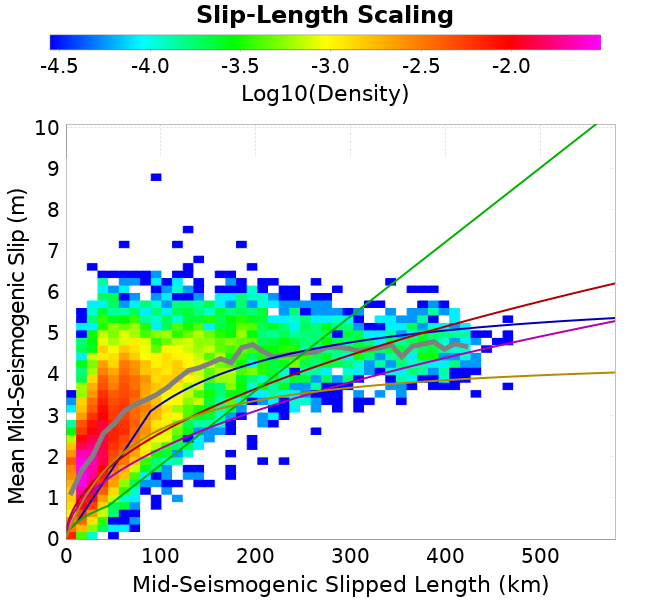 Slip-Length Scaling
-4.5 -4.0 -3.5 -3.0 -2.5 -2.0
Log10(Density)
10
9
8
7
6
5
4
3
2
1
0
Mean Mid-Seismogenic Slip (m)
0 100 200 300 400 500
Mid-Seismogenic Slipped Length (km)